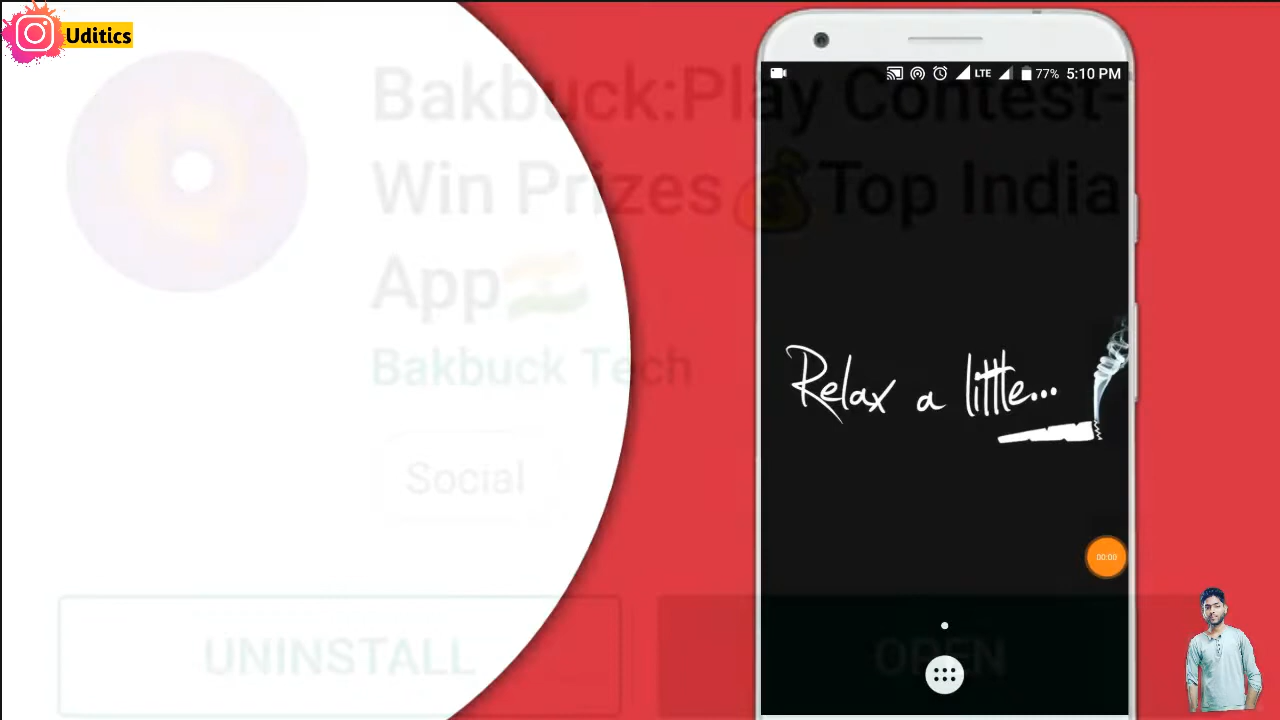 Uditics
Bakbuck:Play Contest-
Win Prizes💰Top India
App🇮🇳
Bakbuck Tech
Social
UNINSTALL
OPEN
LTE 77% 5:10 PM
Relax a little...
00:00